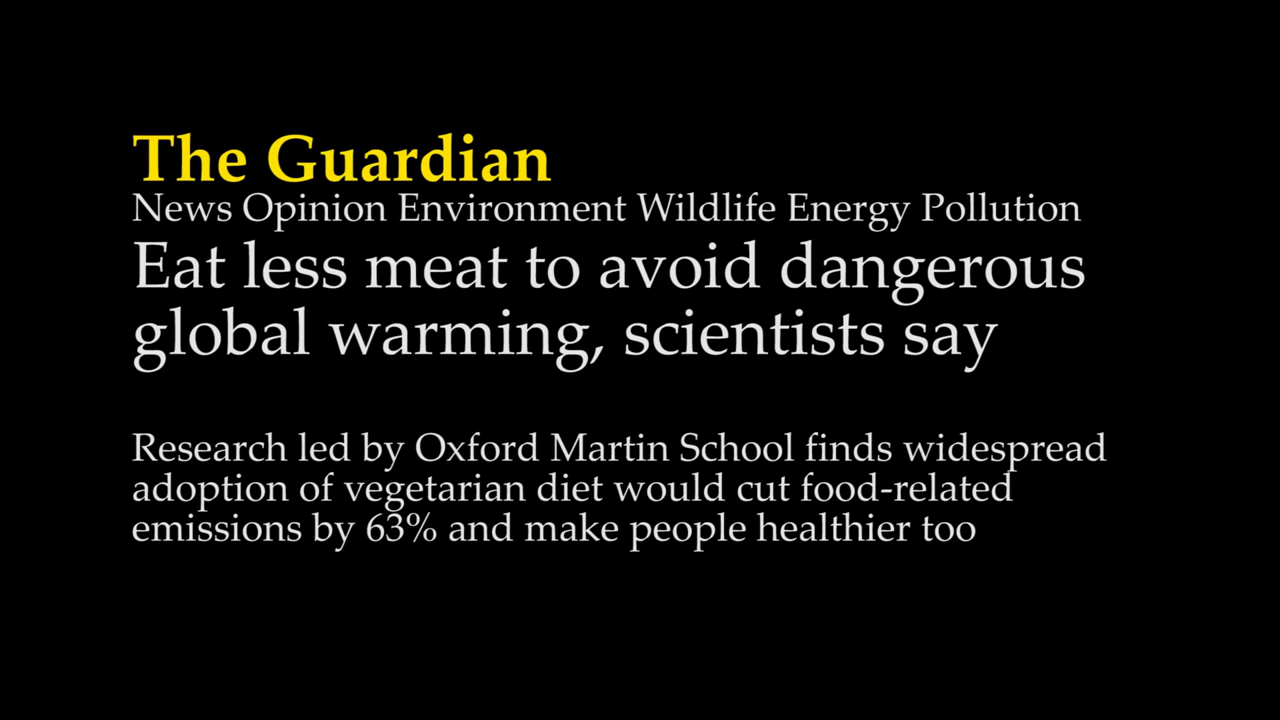 The Guardian
News Opinion Environment Wildlife Energy Pollution
Eat less meat to avoid dangerous
global warming, scientists say
Research led by Oxford Martin School finds widespread
adoption of vegetarian diet would cut food-related
emissions by 63% and make people healthier too